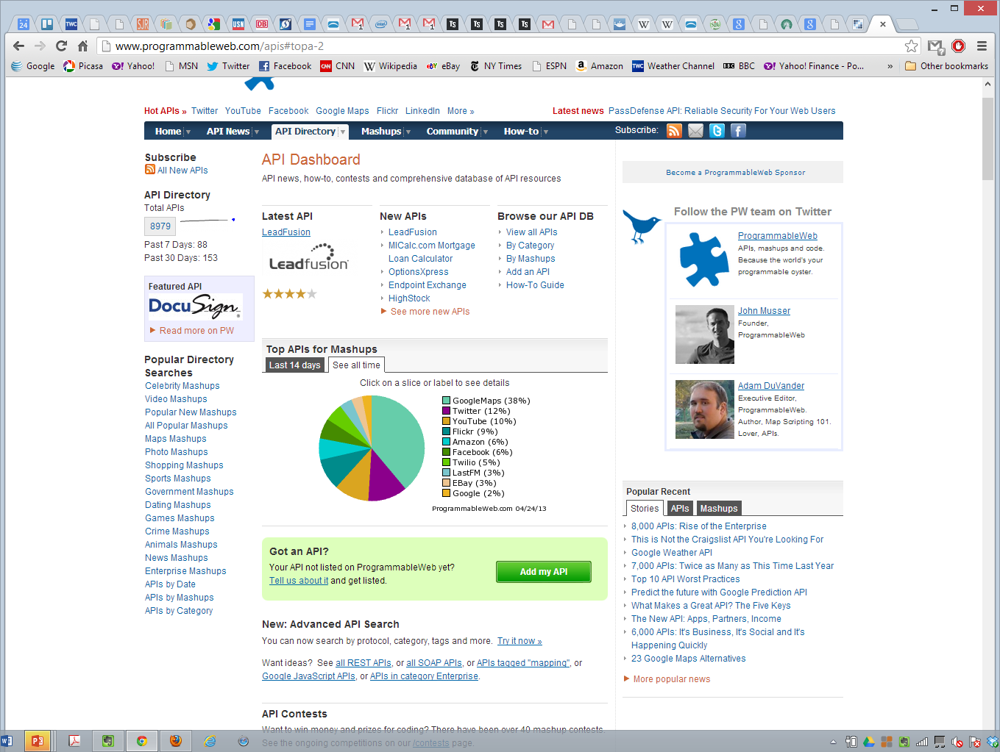 www.programmableweb.com/apis#topa-2
Google Picasa Yahoo! MSN Twitter Facebook CNN Wikipedia eBay NY Times ESPN Amazon Weather Channel BBC Yahoo! Finance - Po... » Other bookmarks
Hot APIs » Twitter YouTube Facebook Google Maps Flickr LinkedIn More »
Latest news PassDefense API: Reliable Security For Your Web Users
Home API News API Directory Mashups Community How-to
Subscribe:
Subscribe
All New APIs
API Directory
Total APIs
8979
Past 7 Days: 88
Past 30 Days: 153
Featured API
DocuSign
Read more on PW
Popular Directory
Searches
Celebrity Mashups
Video Mashups
Popular New Mashups
All Popular Mashups
Maps Mashups
Photo Mashups
Shopping Mashups
Sports Mashups
Government Mashups
Dating Mashups
Games Mashups
Crime Mashups
Animals Mashups
News Mashups
Enterprise Mashups
APIs by Date
APIs by Mashups
APIs by Category
API Dashboard
API news, how-to, contests and comprehensive database of API resources
Latest API
LeadFusion
Leadfusion
New APIs
LeadFusion
MICalc.com Mortgage
Loan Calculator
OptionsXpress
Endpoint Exchange
HighStock
See more new APIs
Browse our API DB
View all APIs
By Category
By Mashups
Add an API
How-To Guide
Top APIs for Mashups
Last 14 days See all time
Click on a slice or label to see details
GoogleMaps (38%)
Twitter (12%)
YouTube (10%)
Flickr (9%)
Amazon (6%)
Facebook (6%)
Twilio (5%)
LastFM (3%)
EBay (3%)
Google (2%)
ProgrammableWeb.com 04/24/13
Got an API?
Your API not listed on ProgrammableWeb yet?
Tell us about it and get listed.
Add my API
New: Advanced API Search
You can now search by protocol, category, tags and more. Try it now »
Want ideas? See all REST APIs, or all SOAP APIs, or APIs tagged "mapping", or
Google JavaScript APIs, or APIs in category Enterprise.
API Contests
Want to win money and prizes for coding? There have been over 40 mashup contests.
See the ongoing competitions on our /contests page.
Become a ProgrammableWeb Sponsor
Follow the PW team on Twitter
ProgrammableWeb
APIs, mashups and code.
Because the world's your
programmable oyster.
John Musser
Founder,
ProgrammableWeb
Adam DuVander
Executive Editor,
ProgrammableWeb.
Author, Map Scripting 101.
Lover, APIs.
Popular Recent
Stories APIs Mashups
8,000 APIs: Rise of the Enterprise
This is Not the Craigslist API You're Looking For
Google Weather API
7,000 APIs: Twice as Many as This Time Last Year
Top 10 API Worst Practices
Predict the future with Google Prediction API
What Makes a Great API? The Five Keys
The New API: Apps, Partners, Income
6,000 APIs: It's Business, It's Social and It's
Happening Quickly
23 Google Maps Alternatives
More popular news